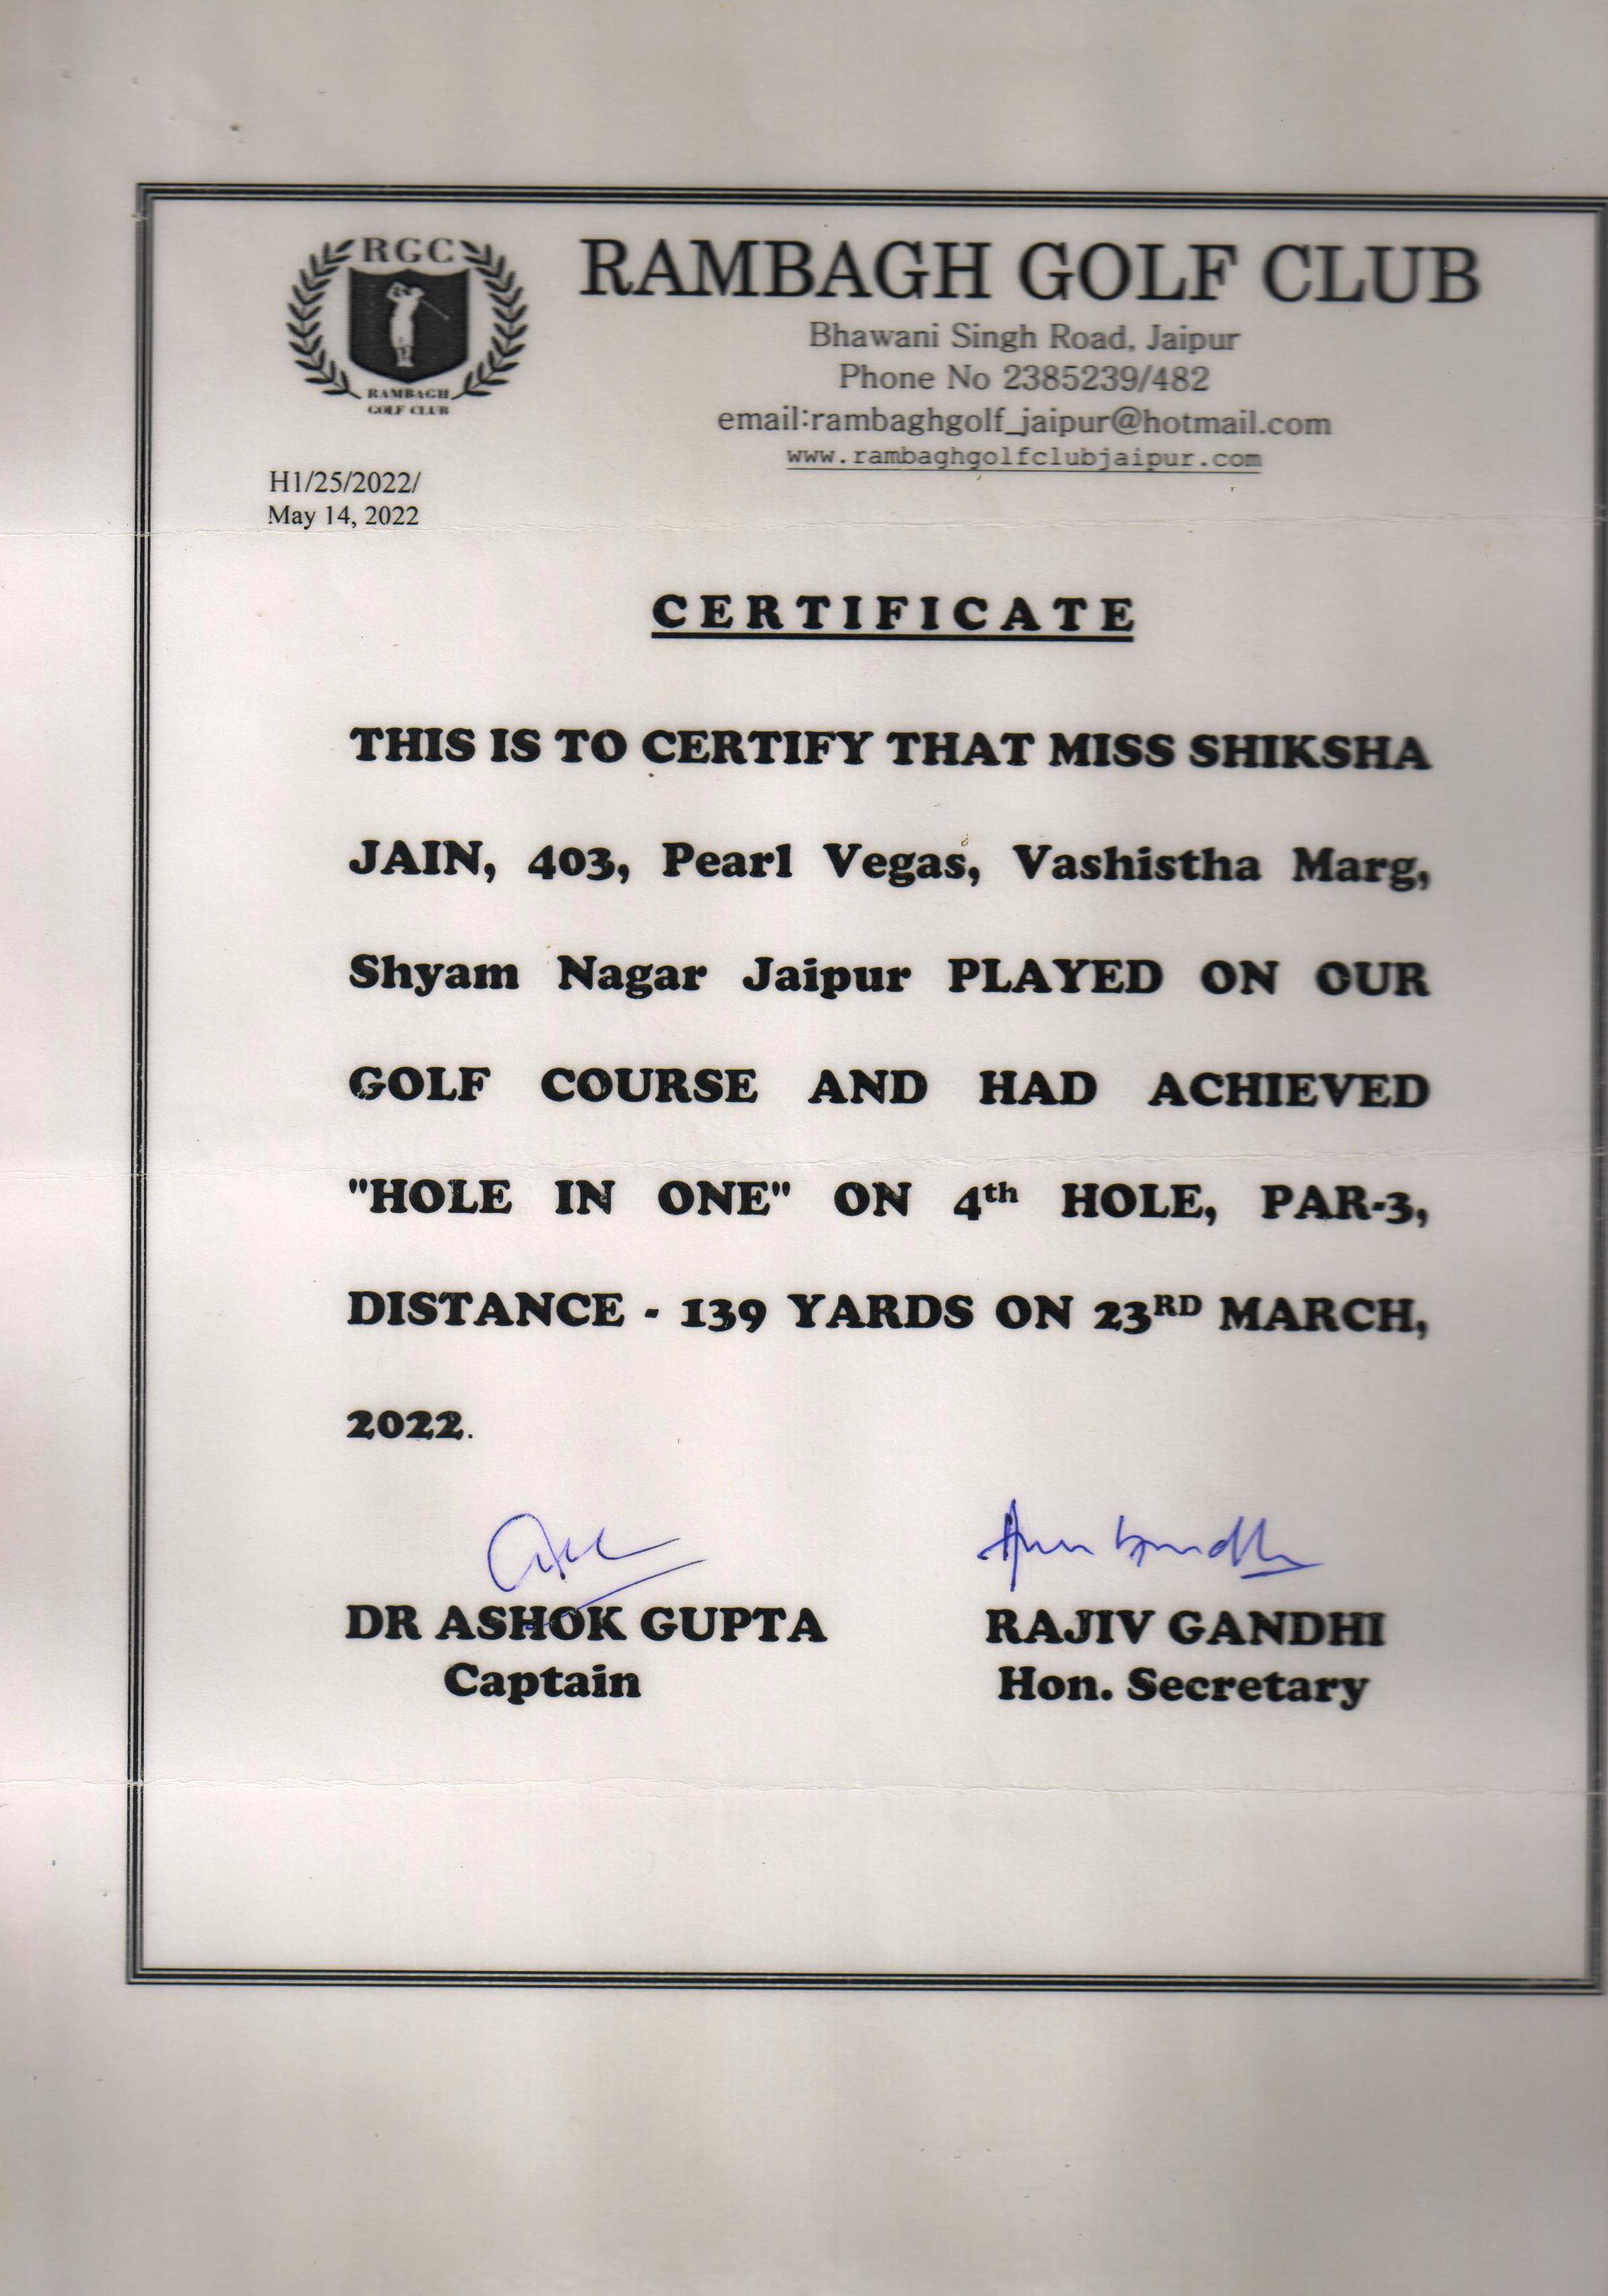 RGC
RAMBAGH
GOLF CLUB
RAMBAGH GOLF CLUB
Bhawani Singh Road, Jaipur
Phone No 2385239/482
email:rambaghgolf_jaipur@hotmail.com
www.rambaghgolfclubjaipur.com
H1/25/2022/
May 14, 2022
CERTIFICATE
THIS IS TO CERTIFY THAT MISS SHIKSHA
JAIN, 403, Pearl Vegas, Vashistha Marg,
Shyam Nagar Jaipur PLAYED ON OUR
GOLF COURSE AND HAD ACHIEVED
"HOLE IN ONE" ON 4th HOLE, PAR-3,
DISTANCE - 139 YARDS ON 23RD MARCH,
2022.
DR ASHOK GUPTA
Captain
RAJIV GANDHI
Hon. Secretary